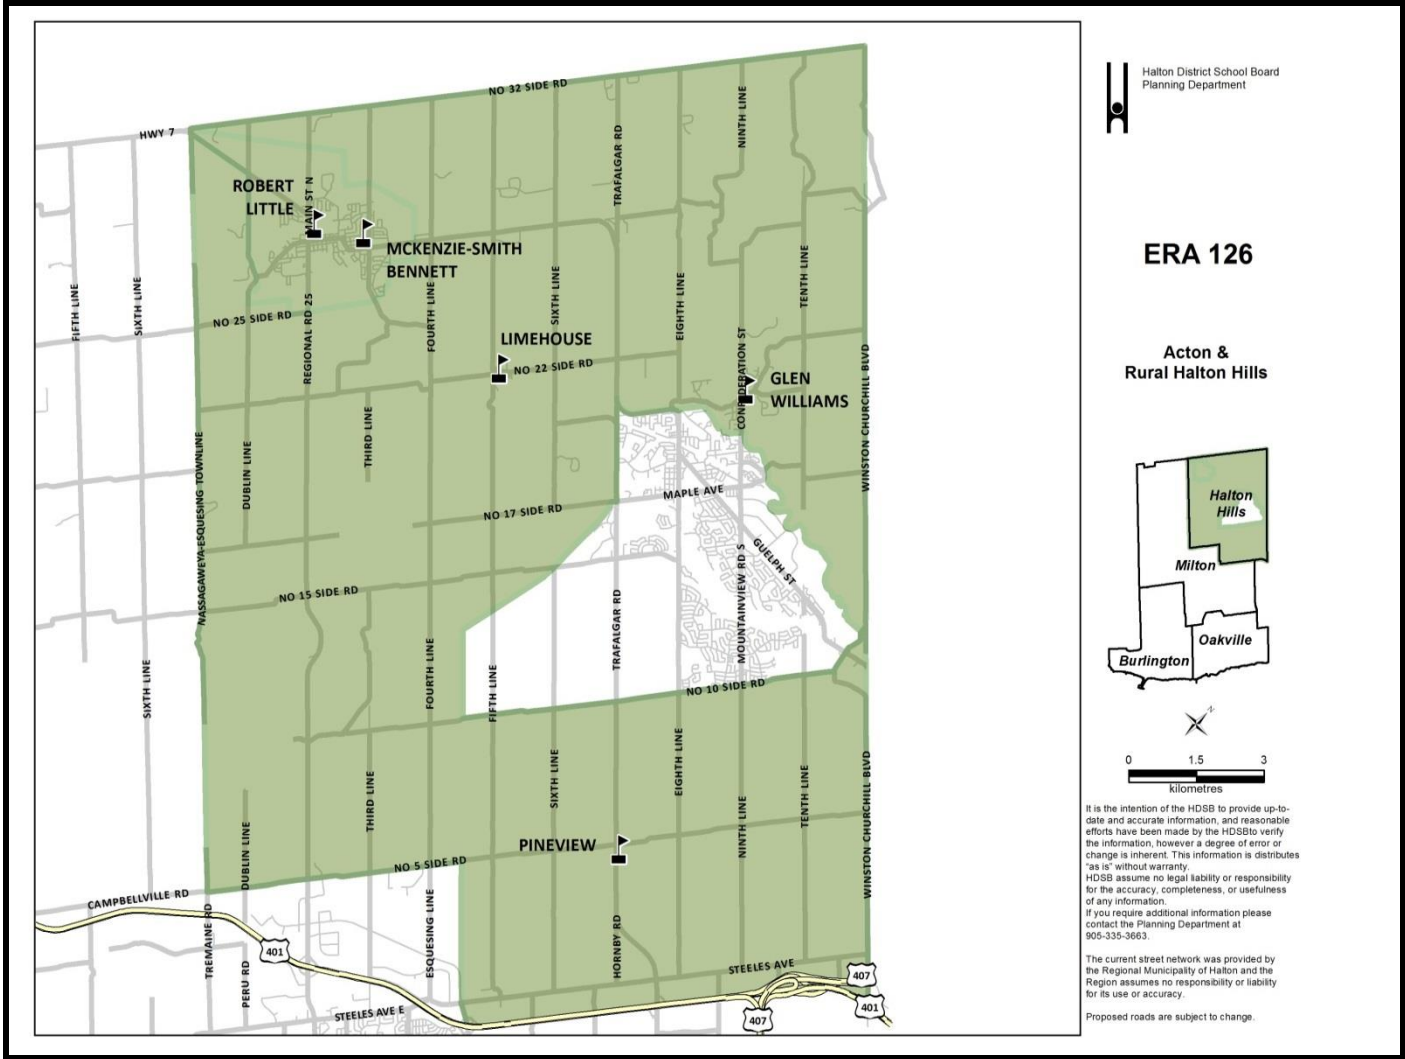 NO 32 SIDE RD
HWY 7
NINTH LINE
TRAFALGAR RD
ROBERT
LITTLE
MAIN ST N
MCKENZIE-SMITH
BENNETT
FIFTH LINE
SIXTH LINE
NO 25 SIDE RD
REGIONAL RD 25
FOURTH LINE
SIXTH LINE
EIGHTH LINE
TENTH LINE
LIMEHOUSE
NO 22 SIDE RD
CONFEDERATION ST
GLEN
WILLIAMS
WINSTON CHURCHILL BLVD
NASSAGAWEYA-ESQUESING TOWNLINE
DUBLIN LINE
THIRD LINE
MAPLE AVE
NO 17 SIDE RD
GUELPH ST
MOUNTAINVIEW RD S
NO 15 SIDE RD
TRAFALGAR RD
SIXTH LINE
FOURTH LINE
FIFTH LINE
NO 10 SIDE RD
THIRD LINE
SIXTH LINE
EIGHTH LINE
TENTH LINE
NINTH LINE
WINSTON CHURCHILL BLVD
DUBLIN LINE
PINEVIEW
NO 5 SIDE RD
CAMPBELLVILLE RD
TREMAINE RD
PERU RD
401
ESQUESING LINE
HORNBY RD
STEELES AVE
STEELES AVE E
407
407
401
Halton District School Board
Planning Department
ERA 126
Acton &
Rural Halton Hills
Halton
Hills
Milton
Oakville
Burlington
N
0 1.5 3
kilometres
It is the intention of the HDSB to provide up-to-
date and accurate information, and reasonable
efforts have been made by the HDSBto verify
the information, however a degree of error or
change is inherent. This information is distributes
"as is" without warranty.
HDSB assume no legal liability or responsibility
for the accuracy, completeness, or usefulness
of any information.
If you require additional information please
contact the Planning Department at
905-335-3663.
The current street network was provided by
the Regional Municipality of Halton and the
Region assumes no responsibility or liability
for its use or accuracy.
Proposed roads are subject to change.